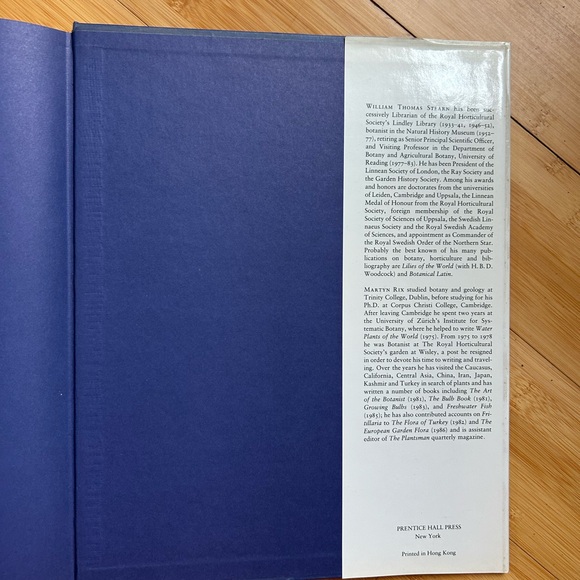 WILLIAM THOMAS STEARN has been suc-
cessively Librarian of the Royal Horticultural
Society's Lindley Library (1933-41, 1946-52),
botanist in the Natural History Museum (1952-
77), retiring as Senior Principal Scientific Officer,
and Visiting Professor in the Department of
Botany and Agricultural Botany, University of
Reading (1977-83). He has been President of the
Linnean Society of London, the Ray Society and
the Garden History Society. Among his awards
and honors are doctorates from the universities
of Leiden, Cambridge and Uppsala, the Linnean
Medal of Honour from the Royal Horticultural
Society, foreign membership of the Royal
Society of Sciences of Uppsala, the Swedish Lin-
naeus Society and the Royal Swedish Academy
of Sciences, and appointment as Commander of
the Royal Swedish Order of the Northern Star.
Probably the best known of his many publi-
cations on botany, horticulture and bib-
liography are Lilies of the World (with H. B. D.
Woodcock) and Botanical Latin.
MARTYN RIX studied botany and geology at
Trinity College, Dublin, before studying for his
Ph.D. at Corpus Christi College, Cambridge.
After leaving Cambridge he spent two years at
the University of Zürich's Institute for Sys-
tematic Botany, where he helped to write Water
Plants of the World (1975). From 1975 to 1978
he was Botanist at The Royal Horticultural
Society's garden at Wisley, a post he resigned
in order to devote his time to writing and travel-
ing. Over the years he has visited the Caucasus,
California, Central Asia, China, Iran, Japan,
Kashmir and Turkey in search of plants and has
written a number of books including The Art
of the Botanist (1981), The Bulb Book (1981),
Growing Bulbs (1983), and Freshwater Fish
(1985); he has also contributed accounts on Fri-
tillaria to The Flora of Turkey (1982) and The
European Garden Flora (1986) and is assistant
editor of The Plantsman quarterly magazine.
PRENTICE HALL PRESS
New York
Printed in Hong Kong